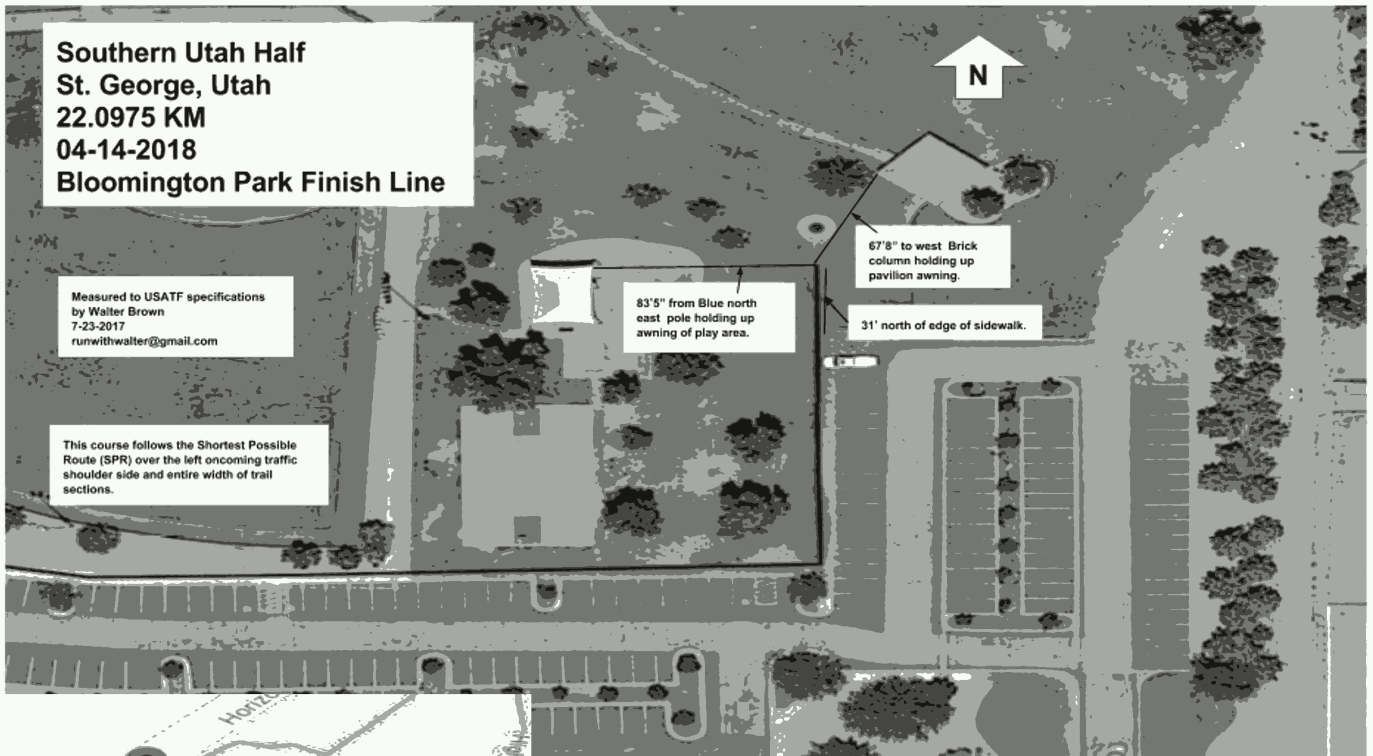 Southern Utah Half
St. George, Utah
22.0975 KM
04-14-2018
Bloomington Park Finish Line
N
67'8" to west Brick
column holding up
pavilion awning.
Measured to USATF specifications
by Walter Brown
7-23-2017
runwithwalter@gmail.com
83'5" from Blue north
east pole holding up
awning of play area.
31' north of edge of sidewalk.
This course follows the Shortest Possible
Route (SPR) over the left oncoming traffic
shoulder side and entire width of trail
sections.